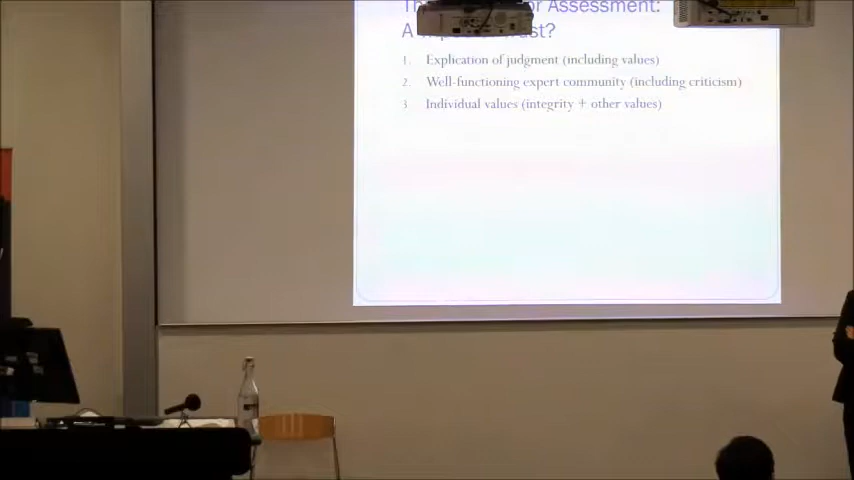 or Assessment:
A ust?
1. Explication of judgment (including values)
2. Well-functioning expert community (including criticism)
3. Individual values (integrity + other values)